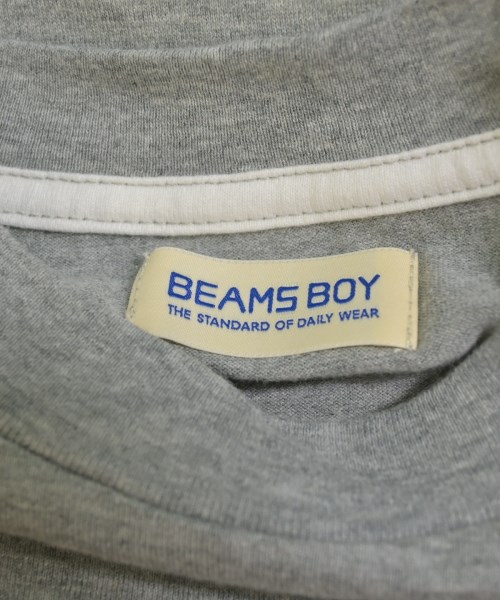 BEAMS BOY
THE STANDARD OF DAILY WEAR